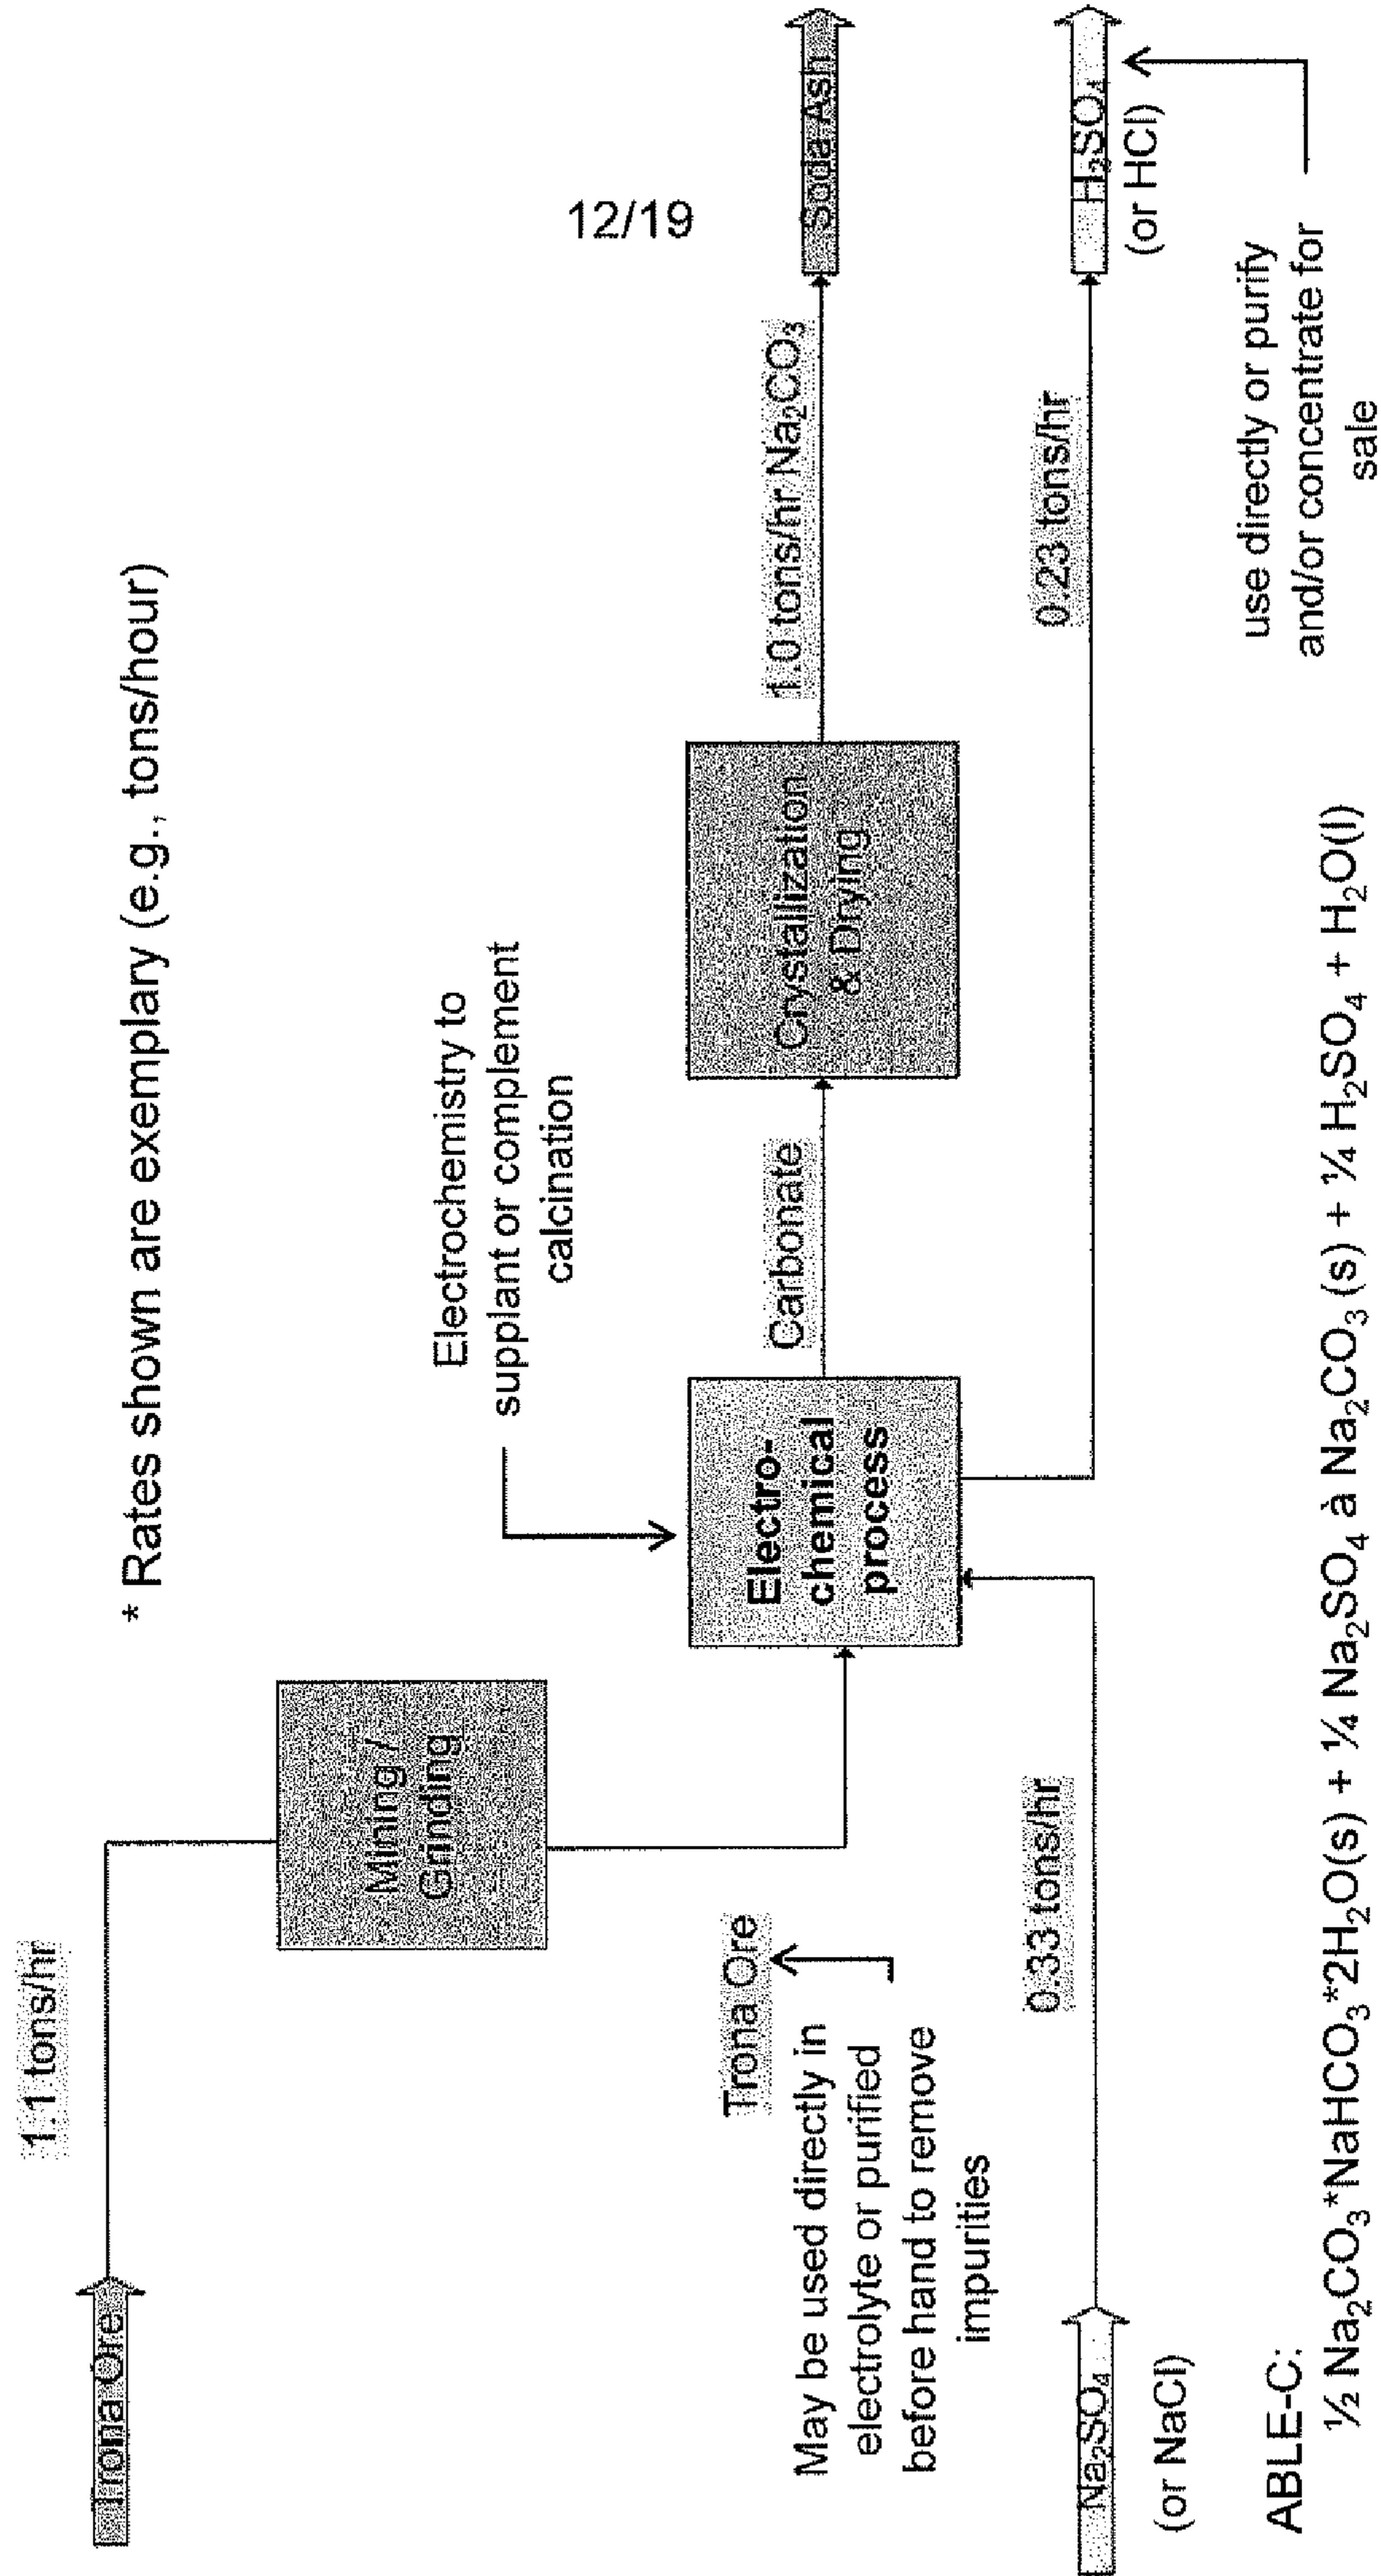 * Rates shown are exemplary (e.g., tons/hour)
12/19
Trona Ore
1.1 tons/hr
Mining /
Grinding
Electrochemistry to
supplant or complement
calcination
Trona Ore
May be used directly in
electrolyte or purified
before hand to remove
impurities
Electro-
chemical
process
Carbonate
Crystallization
& Drying
1.0 tons/hr Na₂CO₃
Soda Ash
Na₂SO₄
(or NaCl)
0.33 tons/hr
0.23 tons/hr
H₂SO₄
(or HCl)
use directly or purify
and/or concentrate for
sale
ABLE-C:
½ Na₂CO₃*NaHCO₃*2H₂O(s) + ¼ Na₂SO₄ à Na₂CO₃ (s) + ¼ H₂SO₄ + H₂O(l)